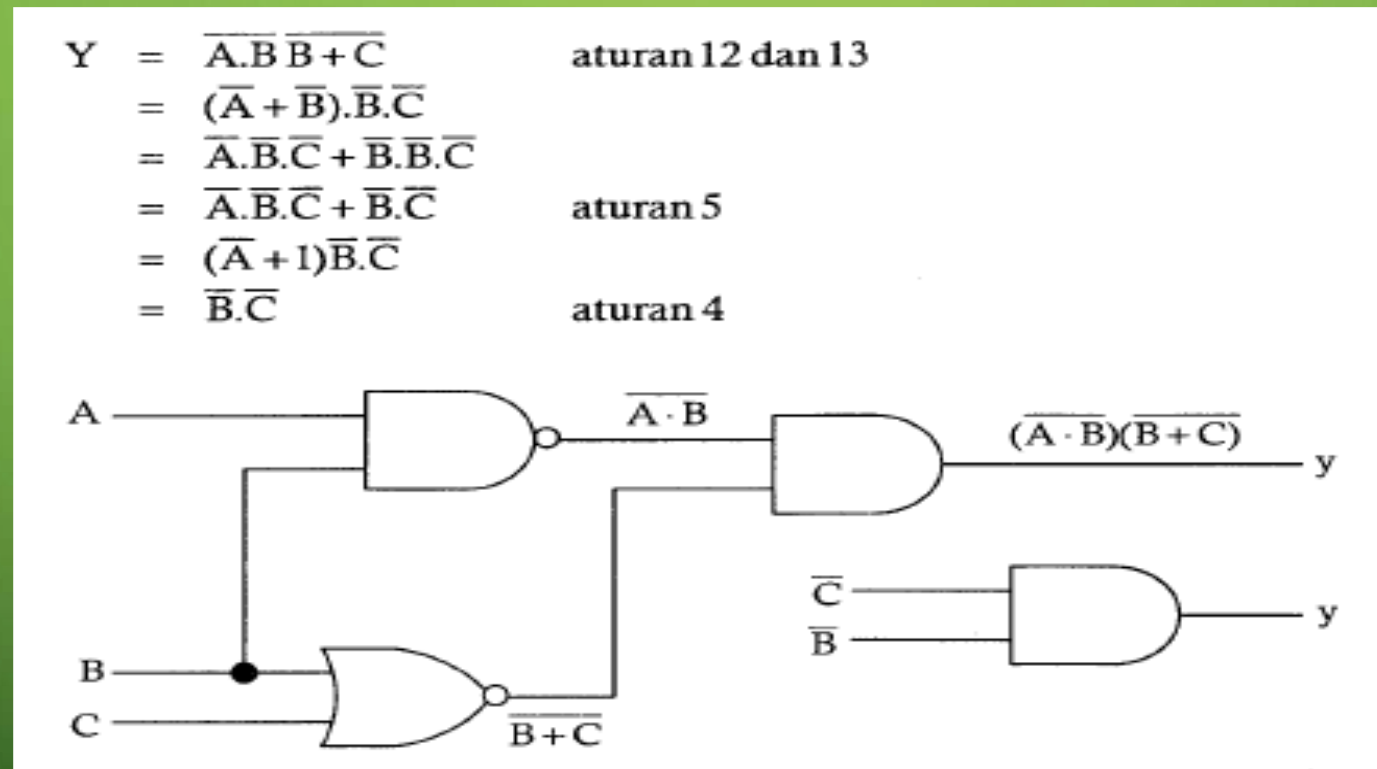 Y = A̅.̅B̅ B̅+̅C̅ aturan 12 dan 13
= (A̅ + B̅).B̅.C̅
= A̅.B̅.C̅ + B̅.B̅.C̅
= A̅.B̅.C̅ + B̅.C̅ aturan 5
= (A̅ + 1)B̅.C̅
= B̅.C̅ aturan 4
A
A̅ ̅·̅ ̅B̅
(A̅ ̅·̅ ̅B̅)(B̅+̅C̅)
y
C̅
B̅
y
B
C
B̅+̅C̅